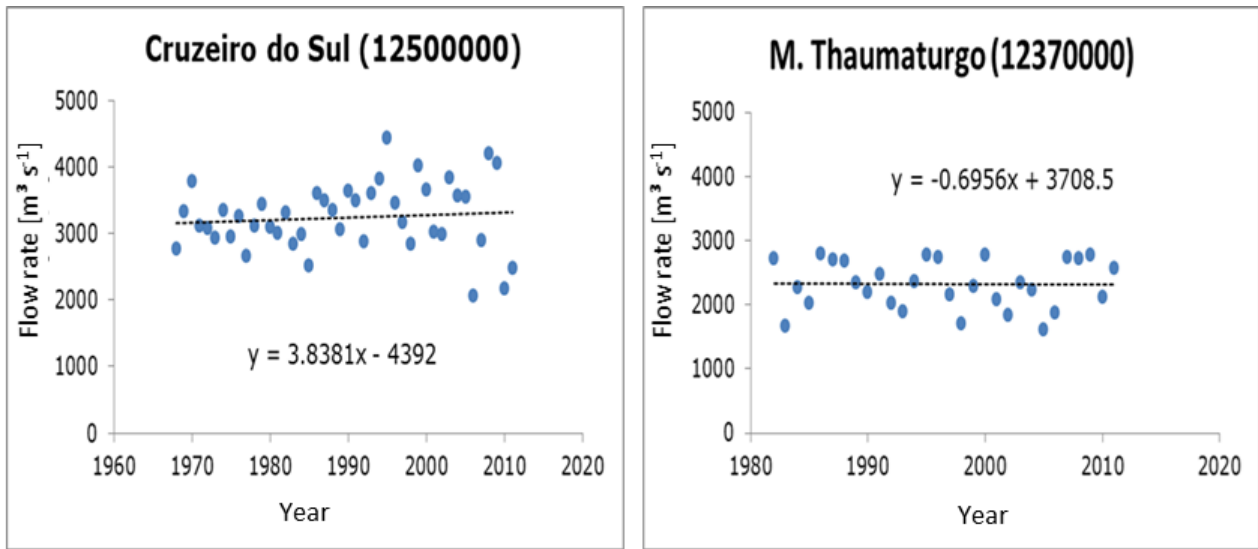 Cruzeiro do Sul (12500000)
5000
4000
3000
2000
1000
0
Flow rate [m³ s⁻¹]
y = 3.8381x - 4392
1960 1970 1980 1990 2000 2010 2020
Year
M. Thaumaturgo (12370000)
5000
4000
3000
2000
1000
0
Flow rate [m³ s⁻¹]
y = -0.6956x + 3708.5
1980 1990 2000 2010 2020
Year